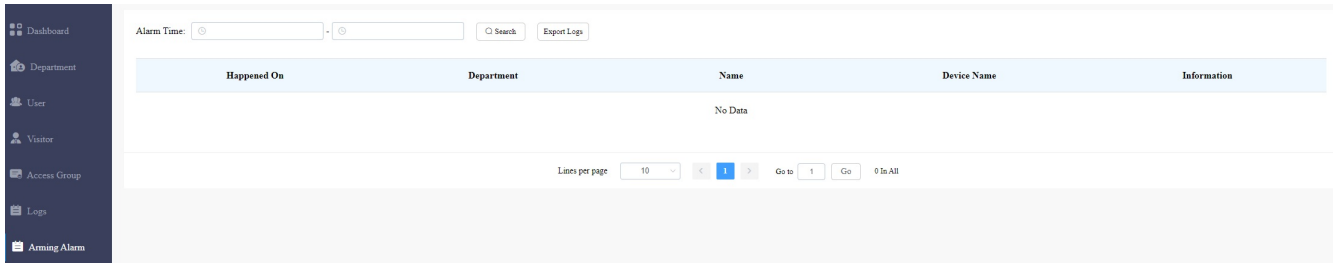 Dashboard
Department
User
Visitor
Access Group
Logs
Arming Alarm
Alarm Time: - Search Export Logs
Happened On Department Name Device Name Information
No Data
Lines per page 10 < 1 > Go to 1 Go 0 In All